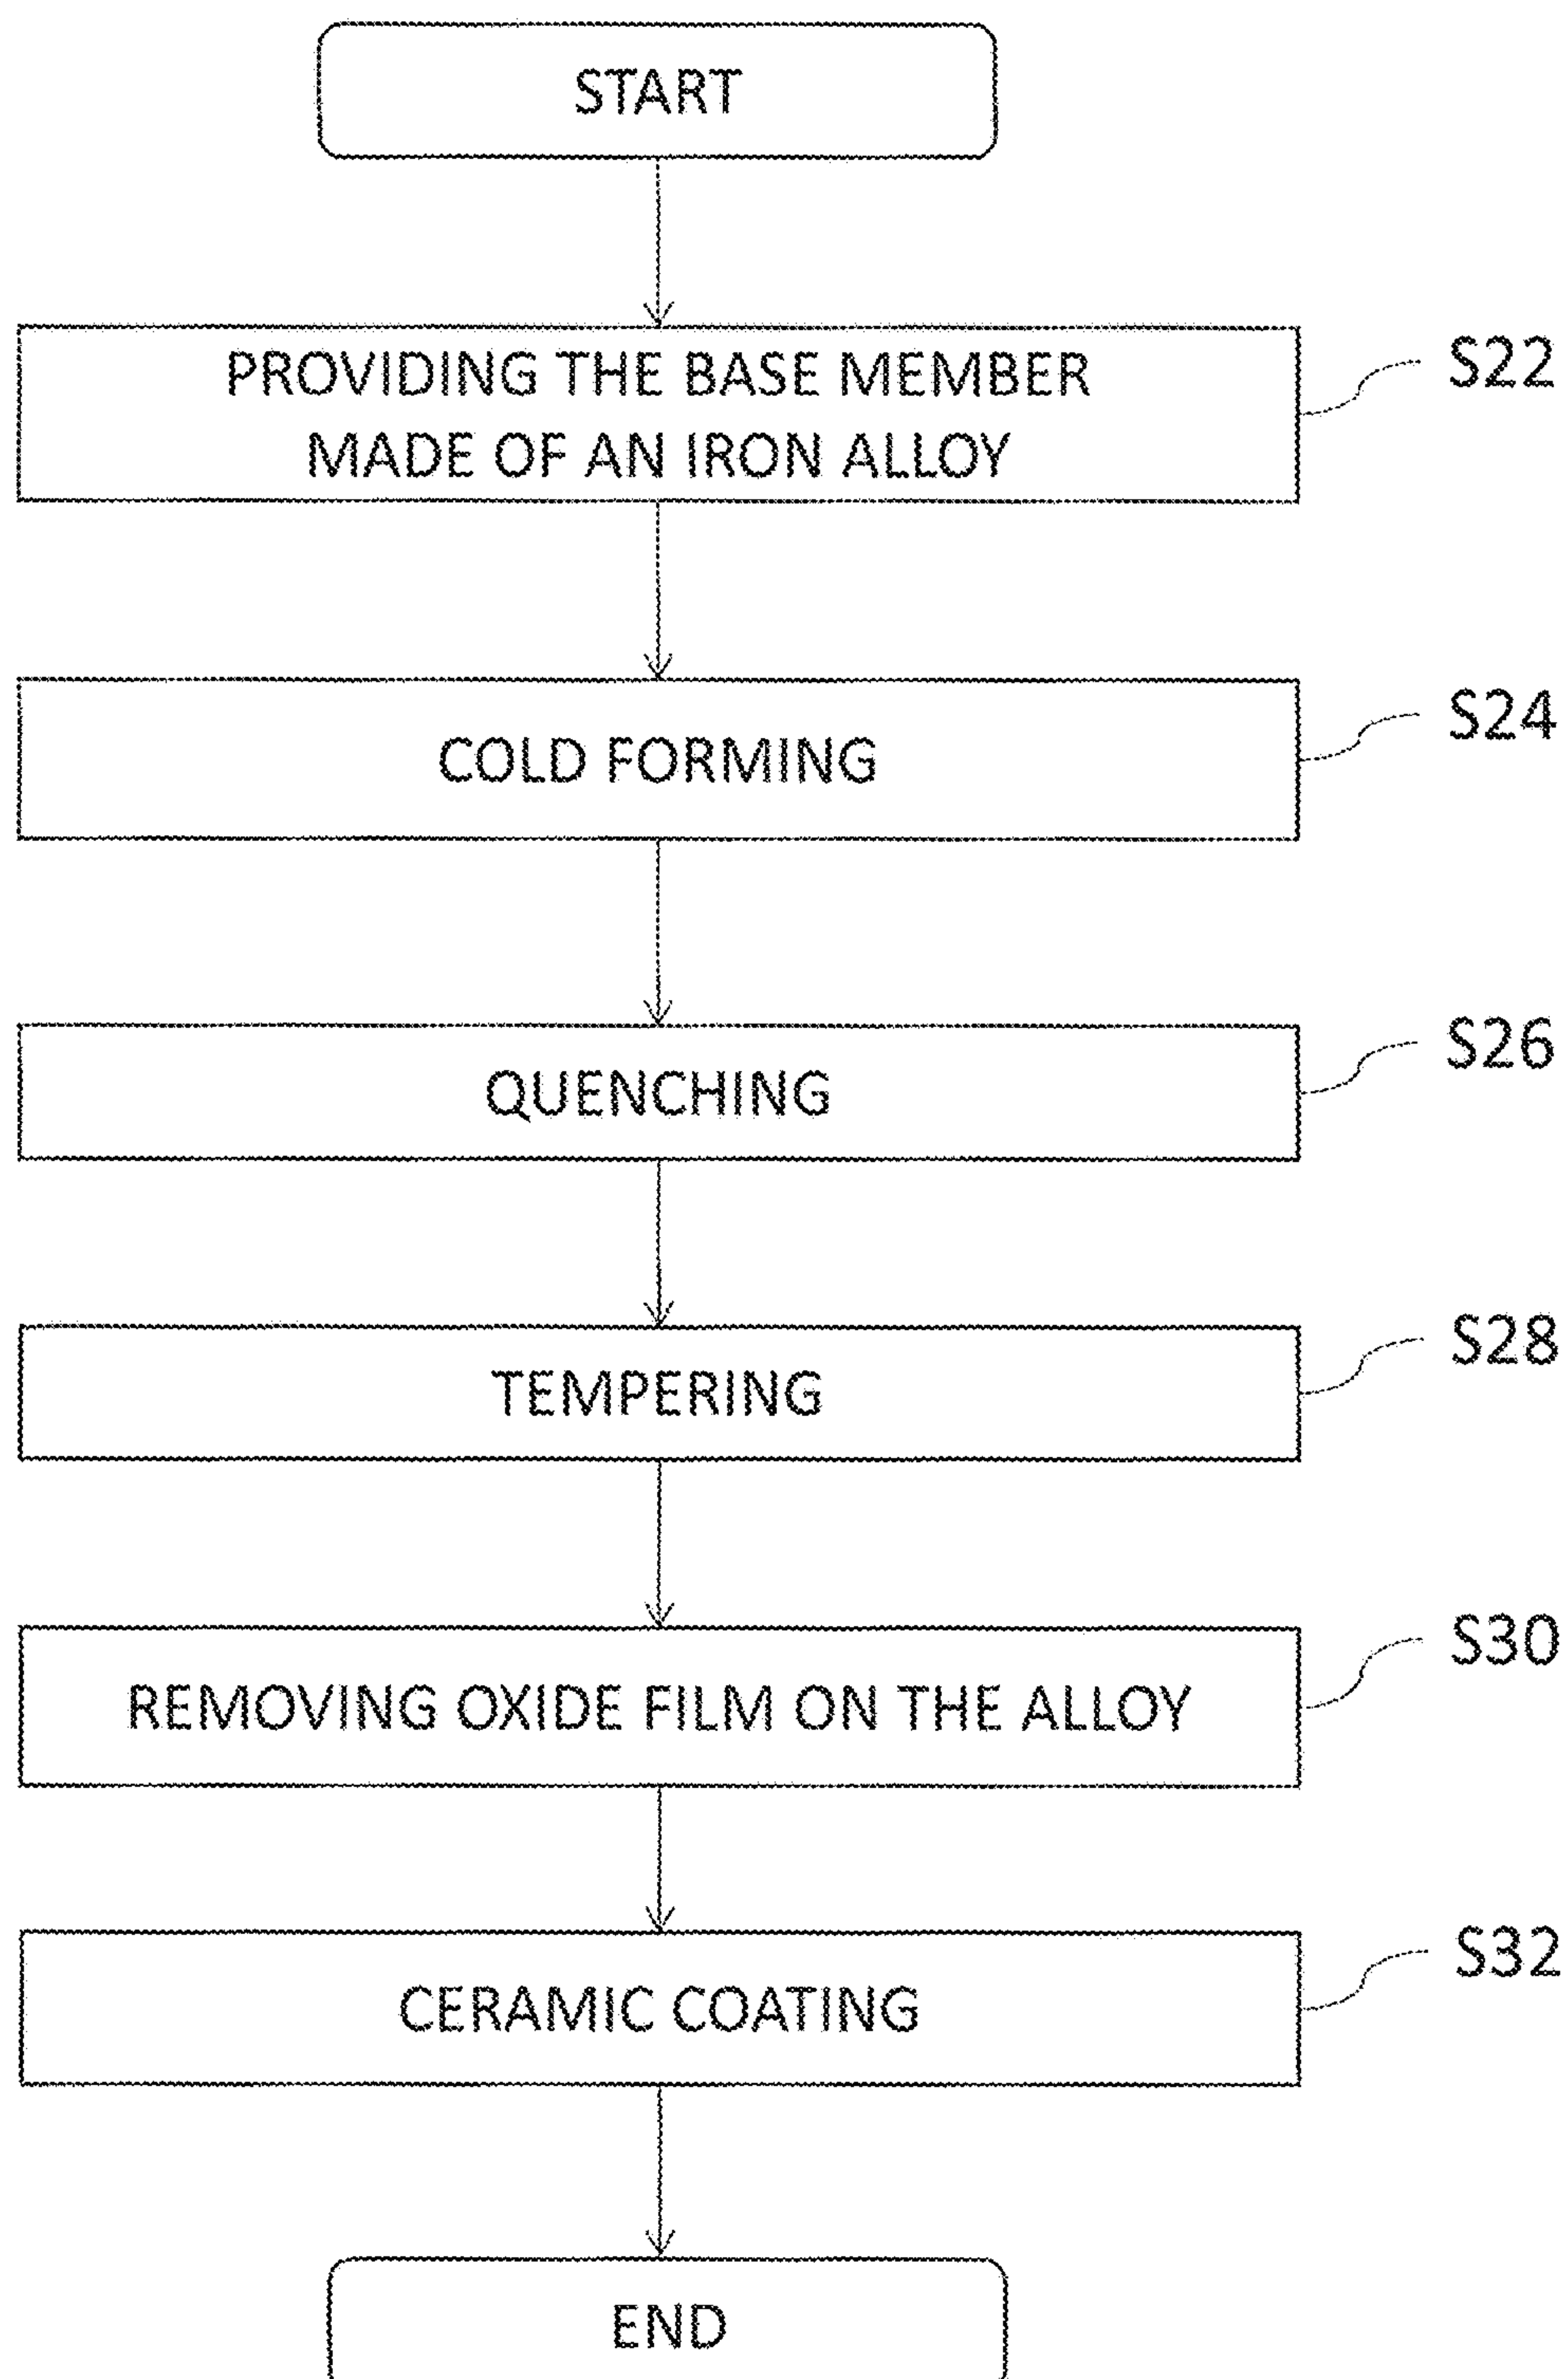 START
PROVIDING THE BASE MEMBER
MADE OF AN IRON ALLOY
S22
COLD FORMING
S24
QUENCHING
S26
TEMPERING
S28
REMOVING OXIDE FILM ON THE ALLOY
S30
CERAMIC COATING
S32
END